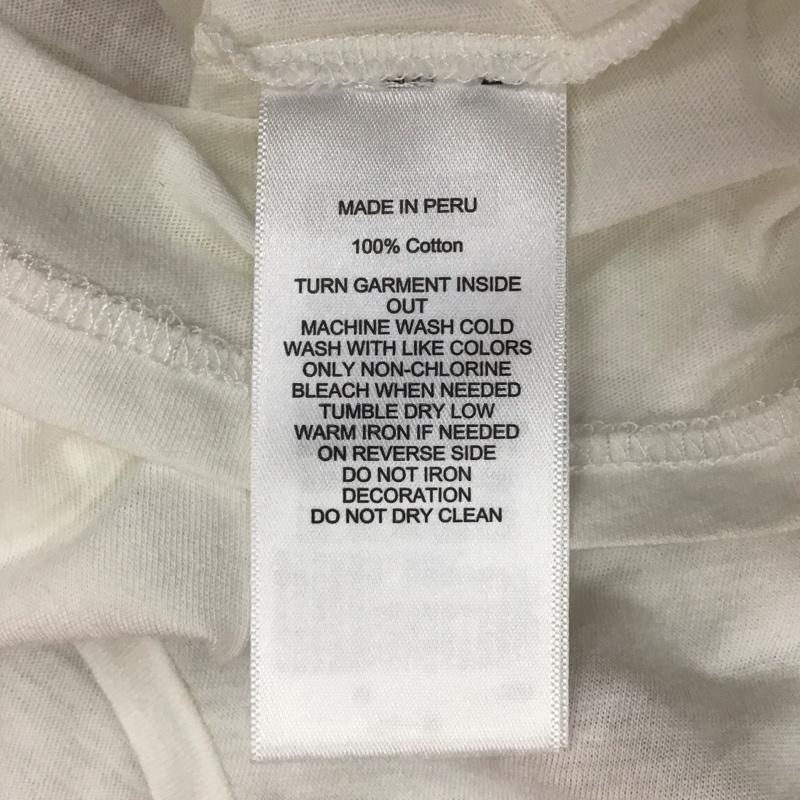 MADE IN PERU
100% Cotton
TURN GARMENT INSIDE
OUT
MACHINE WASH COLD
WASH WITH LIKE COLORS
ONLY NON-CHLORINE
BLEACH WHEN NEEDED
TUMBLE DRY LOW
WARM IRON IF NEEDED
ON REVERSE SIDE
DO NOT IRON
DECORATION
DO NOT DRY CLEAN